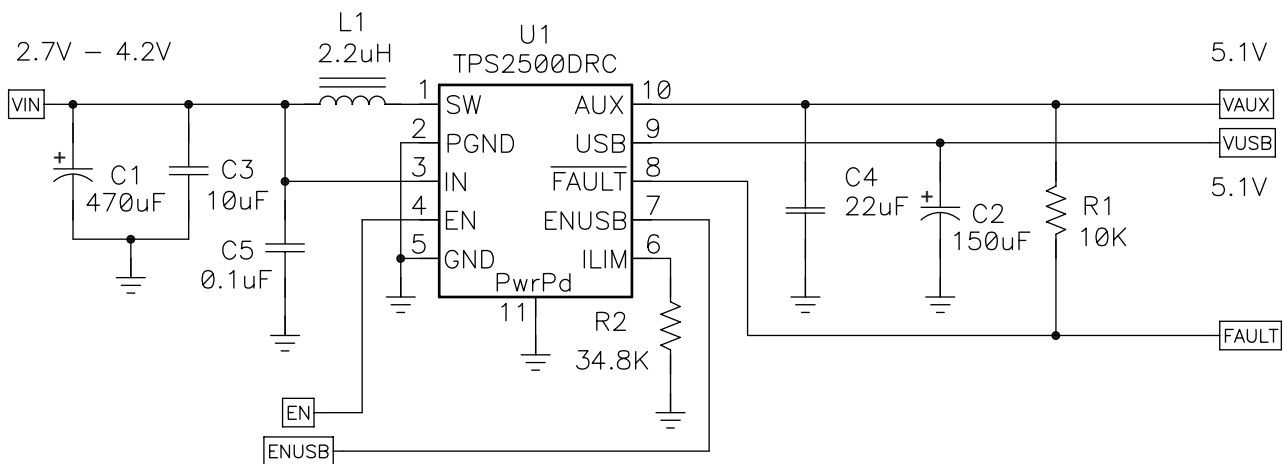 L1
U1
2.7V – 4.2V
2.2uH
TPS2500DRC
5.1V
VIN
1
SW
AUX
10
VAUX
2
PGND
USB
9
VUSB
3
IN
FAULT
8
5.1V
+
C1
470uF
C3
10uF
4
EN
ENUSB
7
C4
22uF
+
C2
150uF
R1
10K
C5
0.1uF
5
GND
ILIM
6
PwrPd
11
R2
34.8K
FAULT
EN
ENUSB